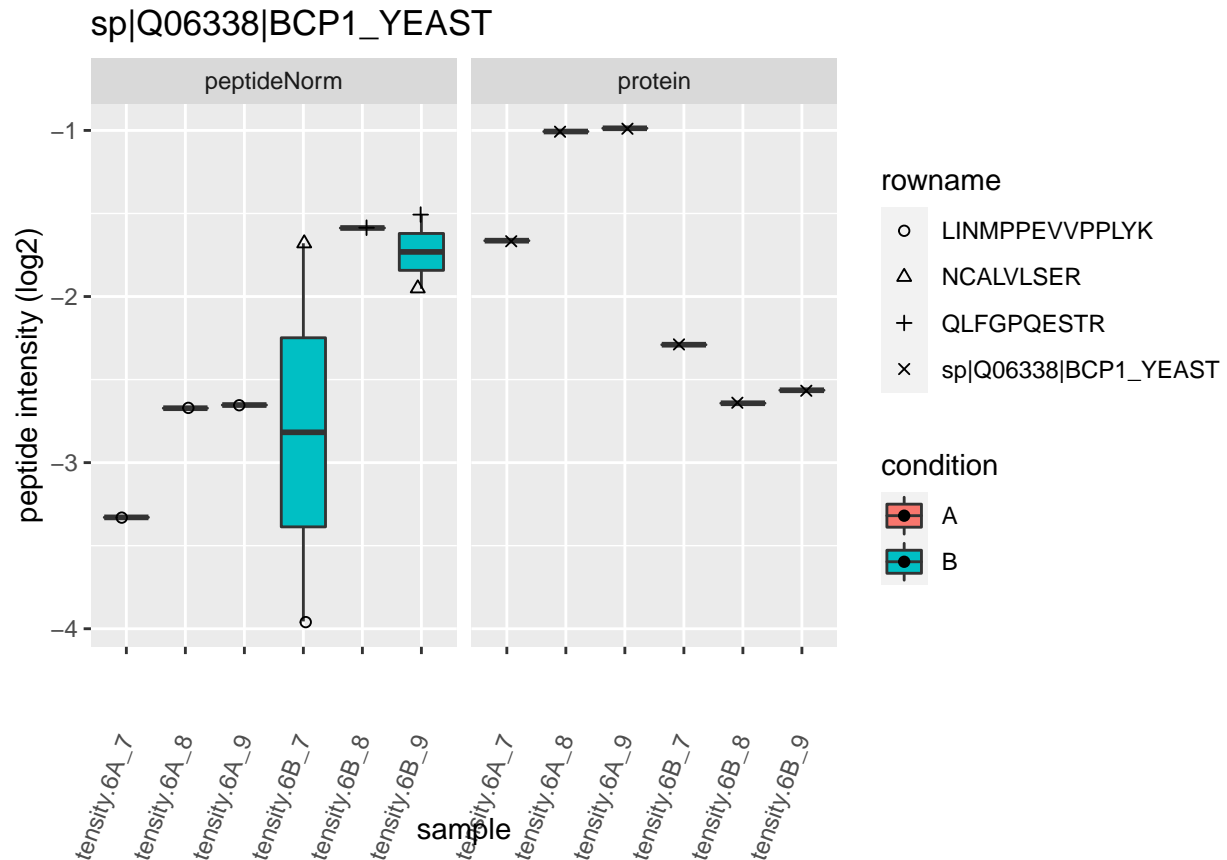 sp|Q06338|BCP1_YEAST
peptideNorm
protein
peptide intensity (log2)
−1
−2
−3
−4
tensity.6A_7
tensity.6A_8
tensity.6A_9
tensity.6B_7
tensity.6B_8
tensity.6B_9
tensity.6A_7
tensity.6A_8
tensity.6A_9
tensity.6B_7
tensity.6B_8
tensity.6B_9
sample
rowname
LINMPPEVVPPLYK
NCALVLSER
QLFGPQESTR
sp|Q06338|BCP1_YEAST
condition
A
B